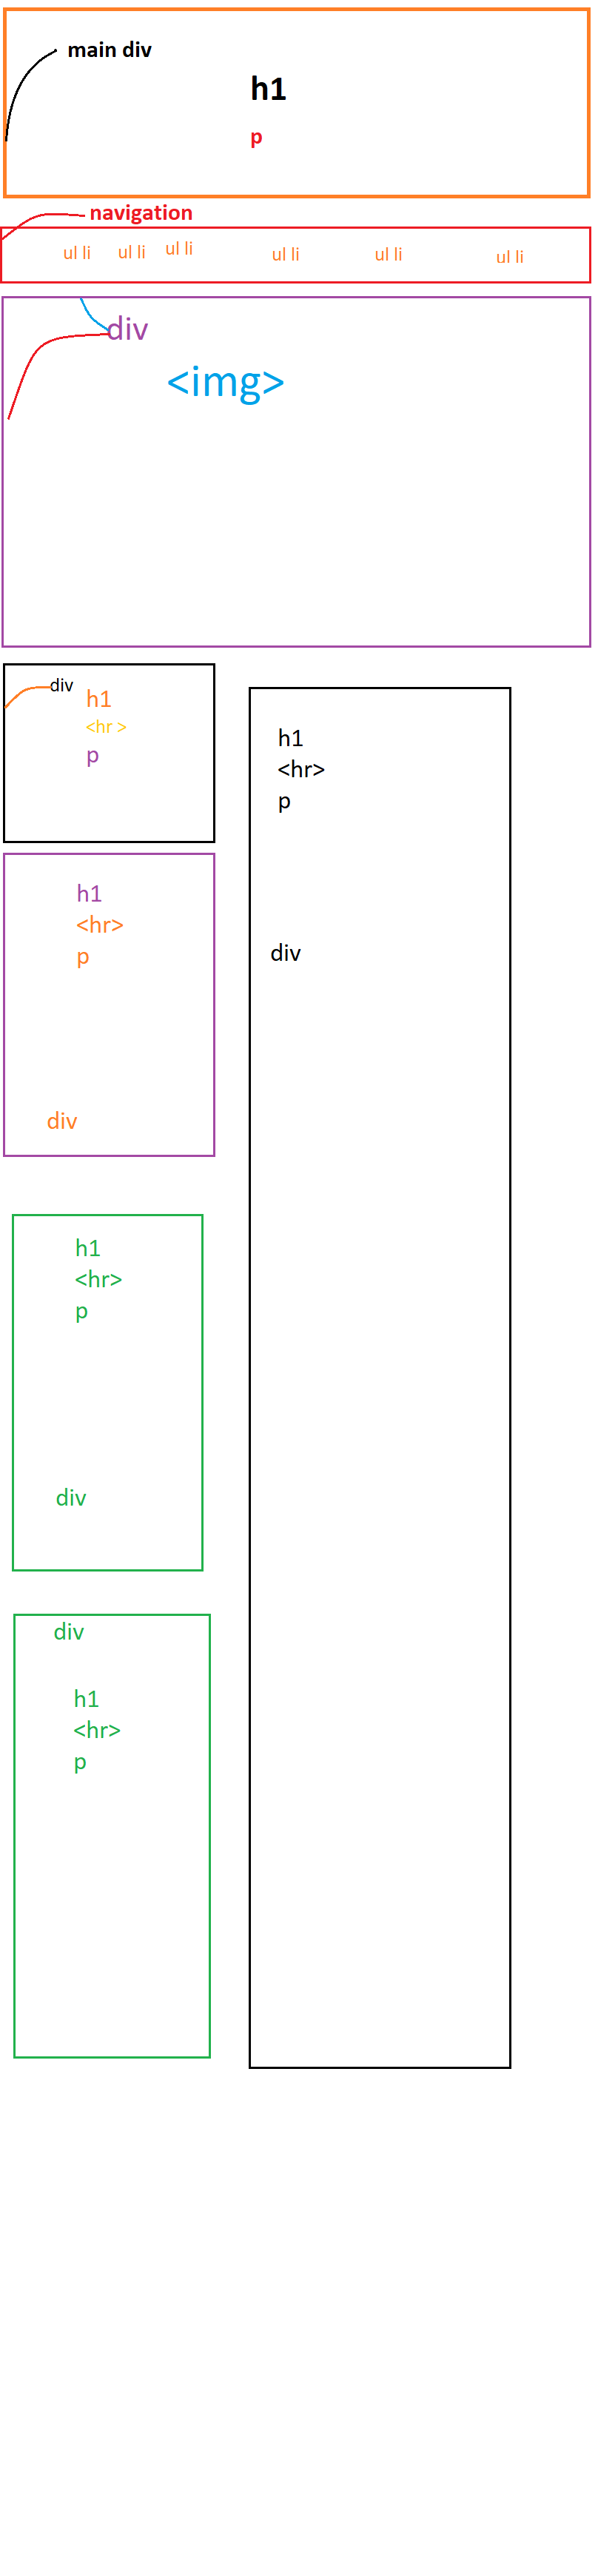 main div
h1
p
navigation
ul li ul li ul li ul li ul li ul li
div
<img>
div
h1
<hr >
p
h1
<hr>
p
div
h1
<hr>
p
div
h1
<hr>
p
div
div
h1
<hr>
p